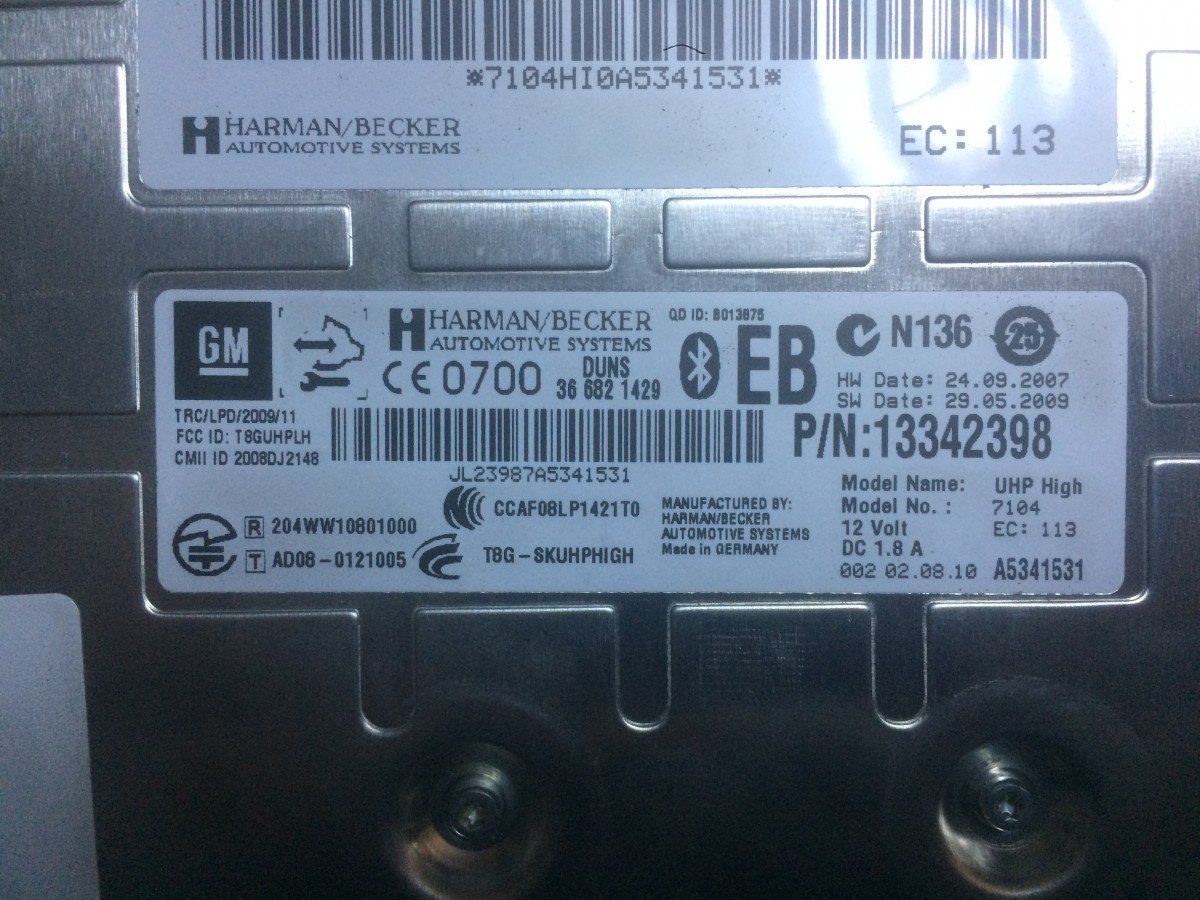 *7104HI0A5341531*
HARMAN/BECKER
AUTOMOTIVE SYSTEMS
EC: 113
GM
HARMAN/BECKER
AUTOMOTIVE SYSTEMS
QD ID: B013875
EB
N136
25
CE 0700
DUNS
36 682 1429
HW Date: 24.09.2007
SW Date: 29.05.2009
TRC/LPD/2009/11
FCC ID: T8GUHPLH
CMII ID 2008DJ2148
P/N:13342398
JL23987A5341531
R 204WW10801000
T AD08-0121005
CCAF08LP1421T0
T8G-SKUHPHIGH
MANUFACTURED BY:
HARMAN/BECKER
AUTOMOTIVE SYSTEMS
Made in GERMANY
Model Name: UHP High
Model No.: 7104
12 Volt EC: 113
DC 1.8 A
002 02.08.10 A5341531